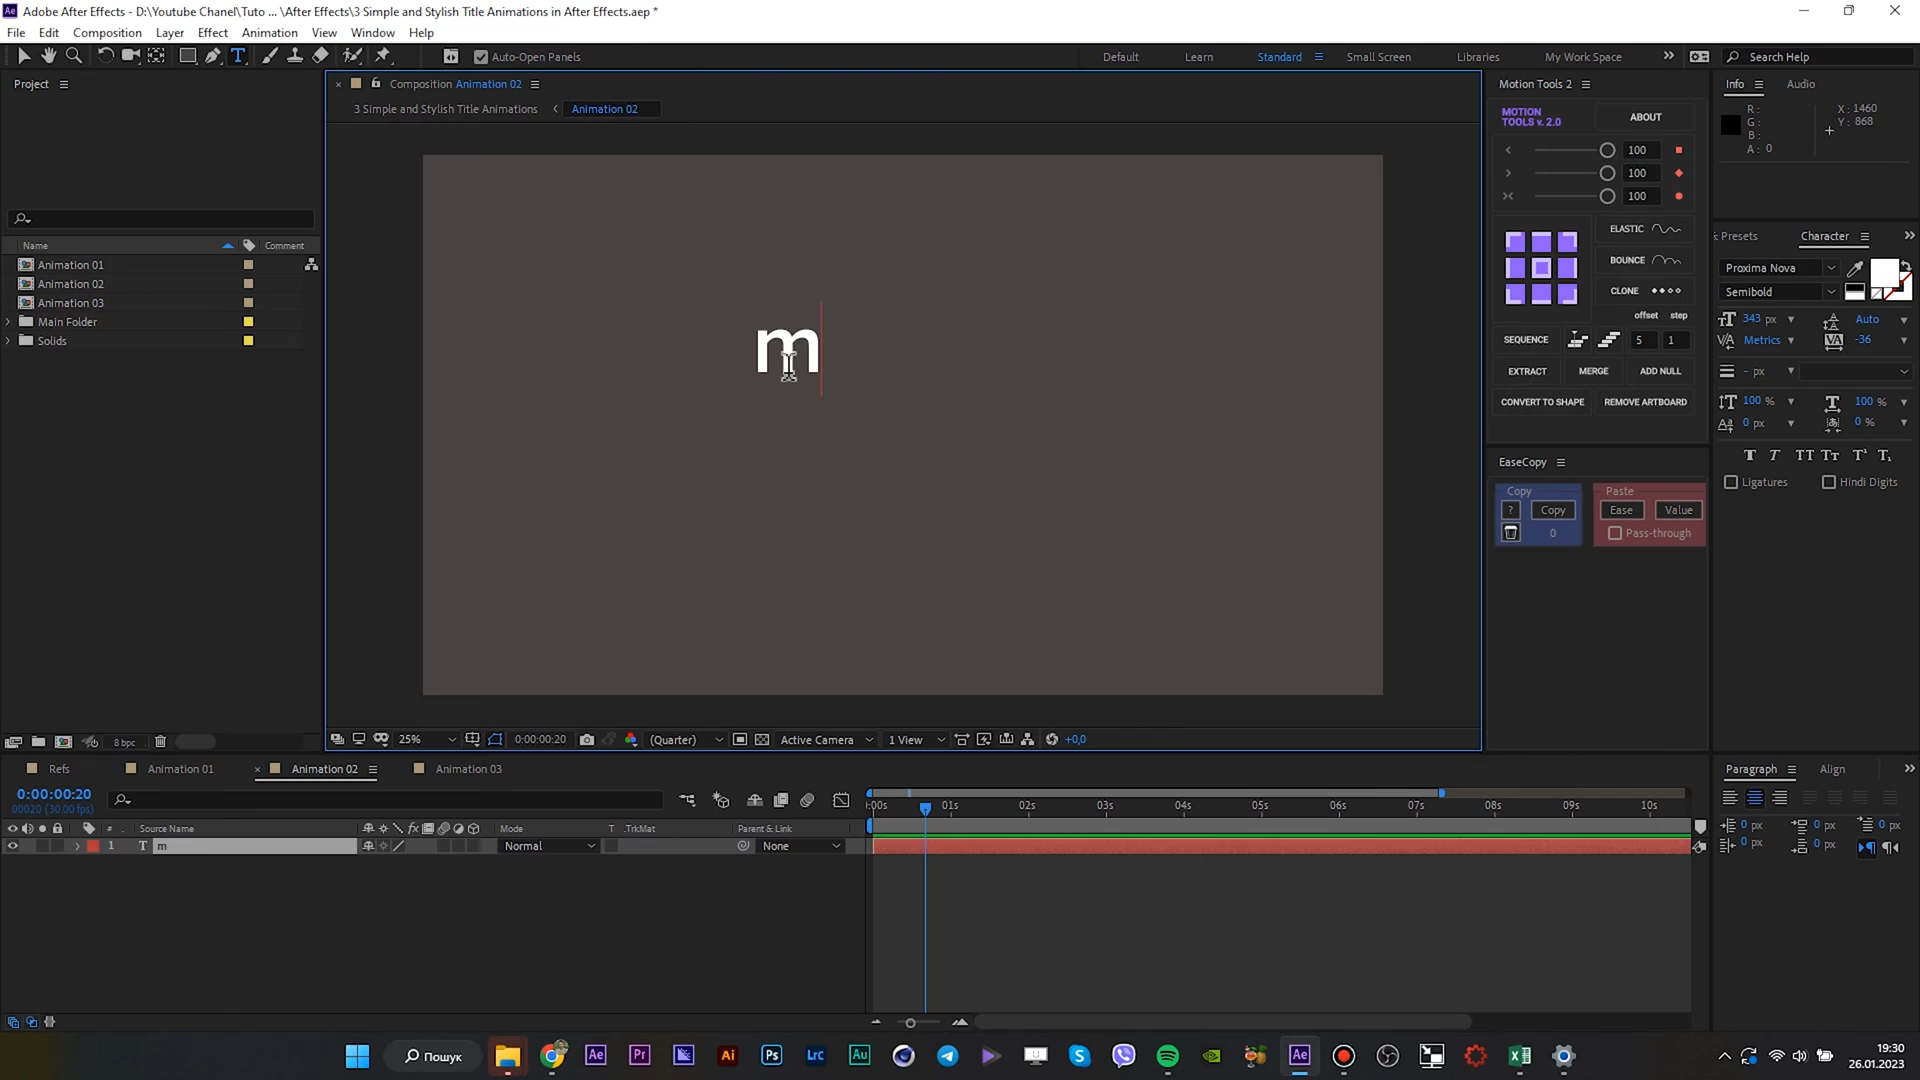 Adobe After Effects - D:\Youtube Chanel\Tuto ... \After Effects\3 Simple and Stylish Title Animations in After Effects.aep *
File Edit Composition Layer Effect Animation View Window Help
Auto-Open Panels Default Learn Standard Small Screen Libraries My Work Space Search Help
Project
Name Comment
Animation 01
Animation 02
Animation 03
Main Folder
Solids
8 bpc
Composition Animation 02
3 Simple and Stylish Title Animations Animation 02
m
25% 0:00:00:20 (Quarter) Active Camera 1 View +0,0
Motion Tools 2
MOTION
TOOLS v. 2.0
ABOUT
100
100
100
ELASTIC
BOUNCE
CLONE
offset step
SEQUENCE 5 1
EXTRACT MERGE ADD NULL
CONVERT TO SHAPE REMOVE ARTBOARD
EaseCopy
Copy Paste
? Copy Ease Value
0 Pass-through
Info Audio
R :
G :
B :
A : 0
X : 1460
Y : 868
Presets Character
Proxima Nova
Semibold
343 px Auto
Metrics -36
- px
100 % 100 %
0 px 0 %
Ligatures Hindi Digits
Refs Animation 01 Animation 02 Animation 03
0:00:00:20
00020 (30.00 fps)
# Source Name Mode T .TrkMat Parent & Link
1 T m Normal None
:00s 01s 02s 03s 04s 05s 06s 07s 08s 09s 10s
Paragraph Align
0 px 0 px 0 px
0 px 0 px
Пошук
Ae Pr Ai Ps Lrc Au Ae
19:30
26.01.2023